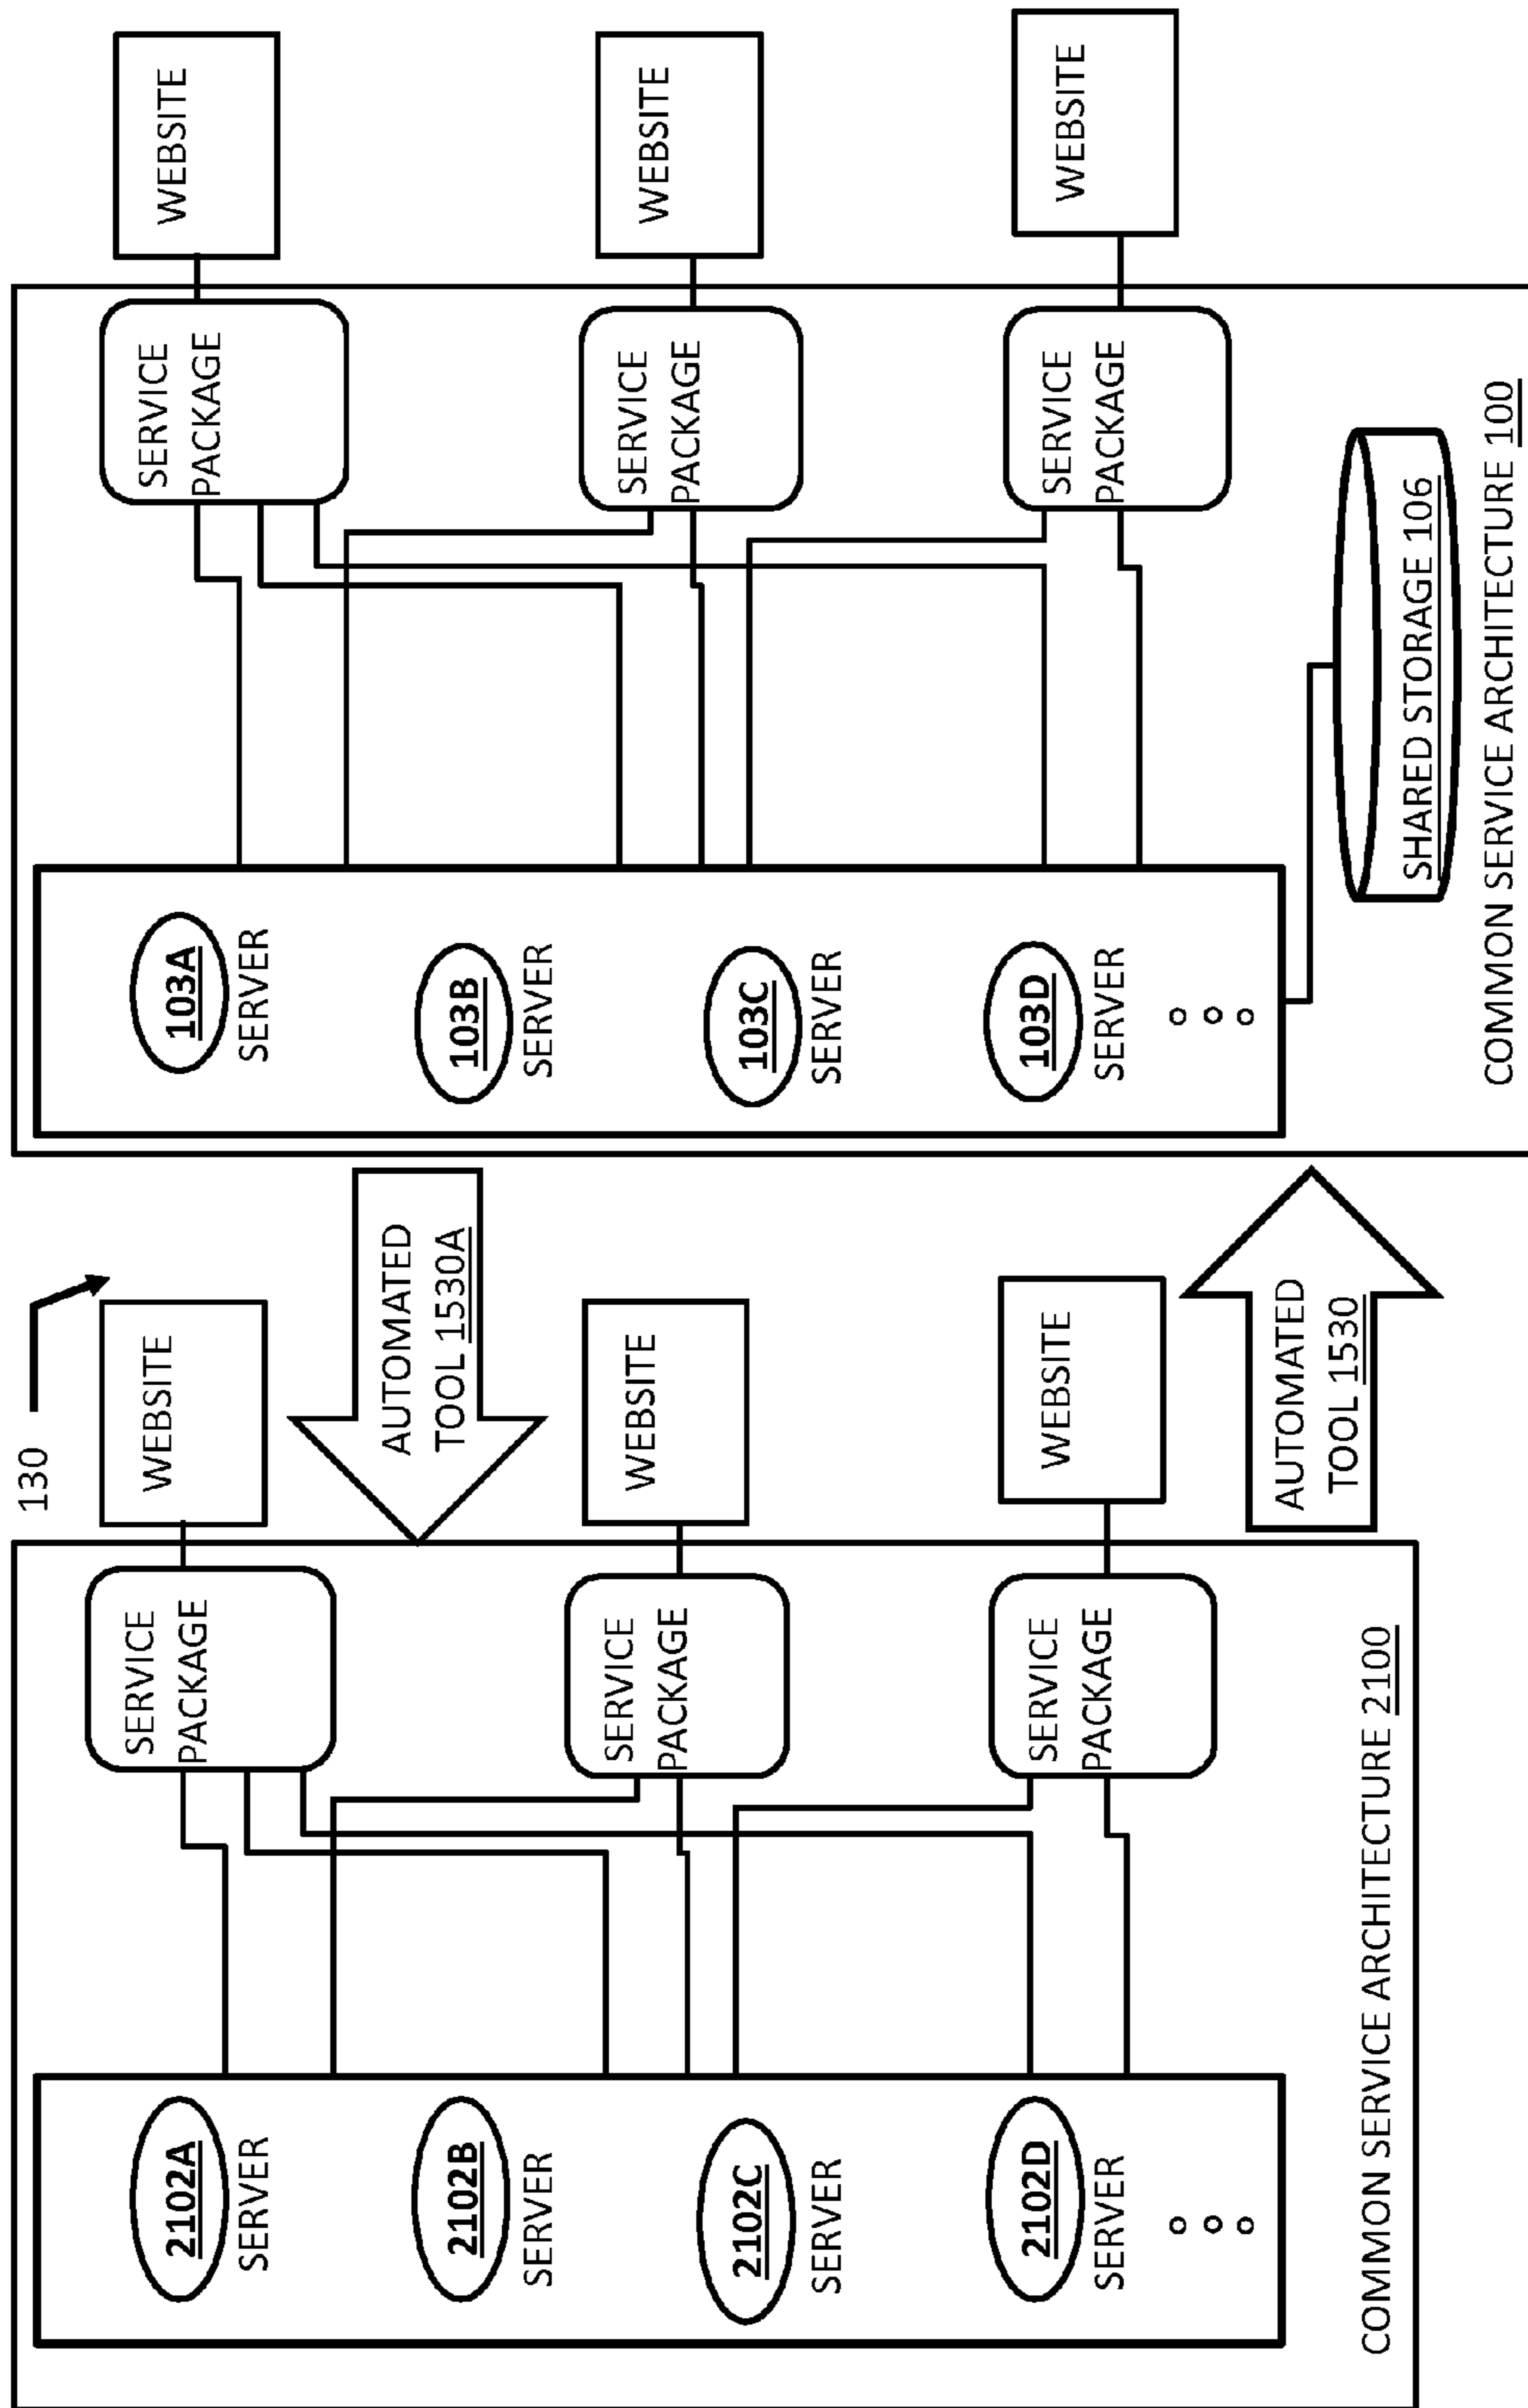 130
2102A
SERVER
2102B
SERVER
2102C
SERVER
2102D
SERVER
SERVICE
PACKAGE
SERVICE
PACKAGE
SERVICE
PACKAGE
WEBSITE
WEBSITE
WEBSITE
COMMON SERVICE ARCHITECTURE 2100
AUTOMATED
TOOL 1530A
AUTOMATED
TOOL 1530
103A
SERVER
103B
SERVER
103C
SERVER
103D
SERVER
SERVICE
PACKAGE
SERVICE
PACKAGE
SERVICE
PACKAGE
WEBSITE
WEBSITE
WEBSITE
SHARED STORAGE 106
COMMON SERVICE ARCHITECTURE 100